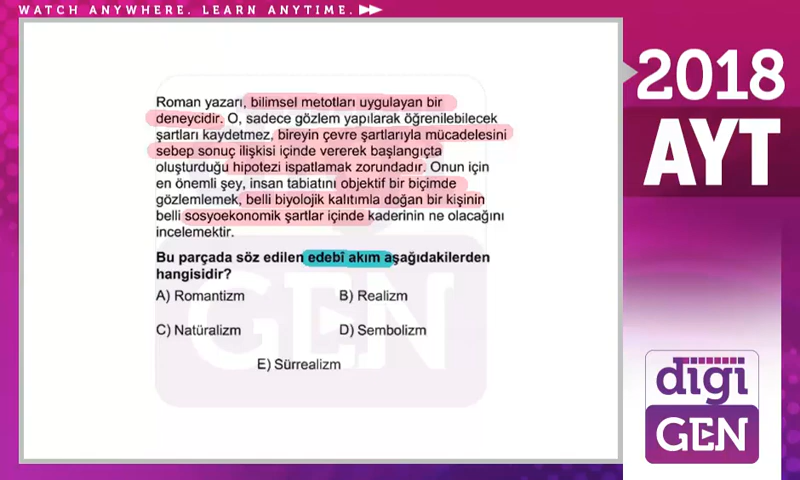 WATCH ANYWHERE. LEARN ANYTIME.
2018
AYT
Roman yazarı, bilimsel metotları uygulayan bir
deneycidir. O, sadece gözlem yapılarak öğrenilebilecek
şartları kaydetmez, bireyin çevre şartlarıyla mücadelesini
sebep sonuç ilişkisi içinde vererek başlangıçta
oluşturduğu hipotezi ispatlamak zorundadır. Onun için
en önemli şey, insan tabiatını objektif bir biçimde
gözlemlemek, belli biyolojik kalıtımla doğan bir kişinin
belli sosyoekonomik şartlar içinde kaderinin ne olacağını
incelemektir.
Bu parçada söz edilen edebî akım aşağıdakilerden
hangisidir?
A) Romantizm B) Realizm
C) Natüralizm D) Sembolizm
E) Sürrealizm
GEN
digi
GEN